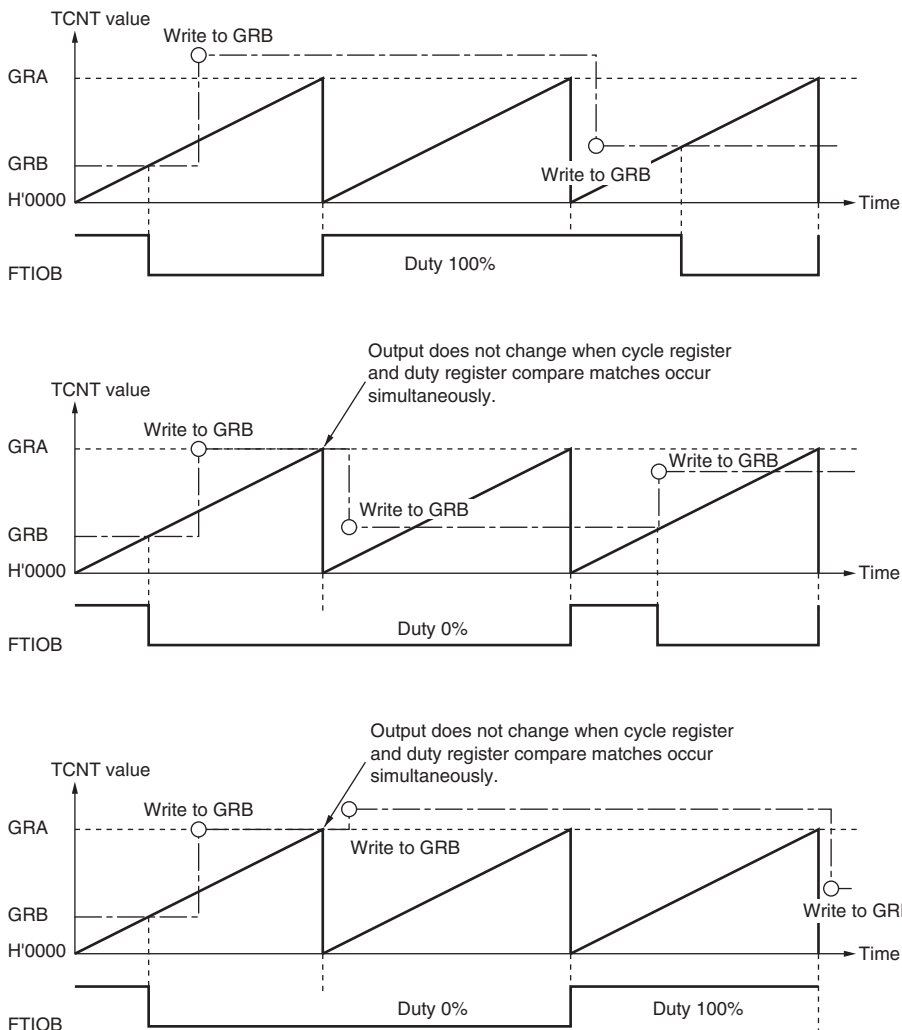 TCNT value
Write to GRB
GRA
GRB
Write to GRB
H'0000
Time
Duty 100%
FTIOB
Output does not change when cycle register
and duty register compare matches occur
simultaneously.
TCNT value
Write to GRB
GRA
Write to GRB
Write to GRB
GRB
H'0000
Time
Duty 0%
FTIOB
Output does not change when cycle register
and duty register compare matches occur
simultaneously.
TCNT value
Write to GRB
GRA
Write to GRB
GRB
Write to GR
H'0000
Time
Duty 0%
Duty 100%
FTIOB